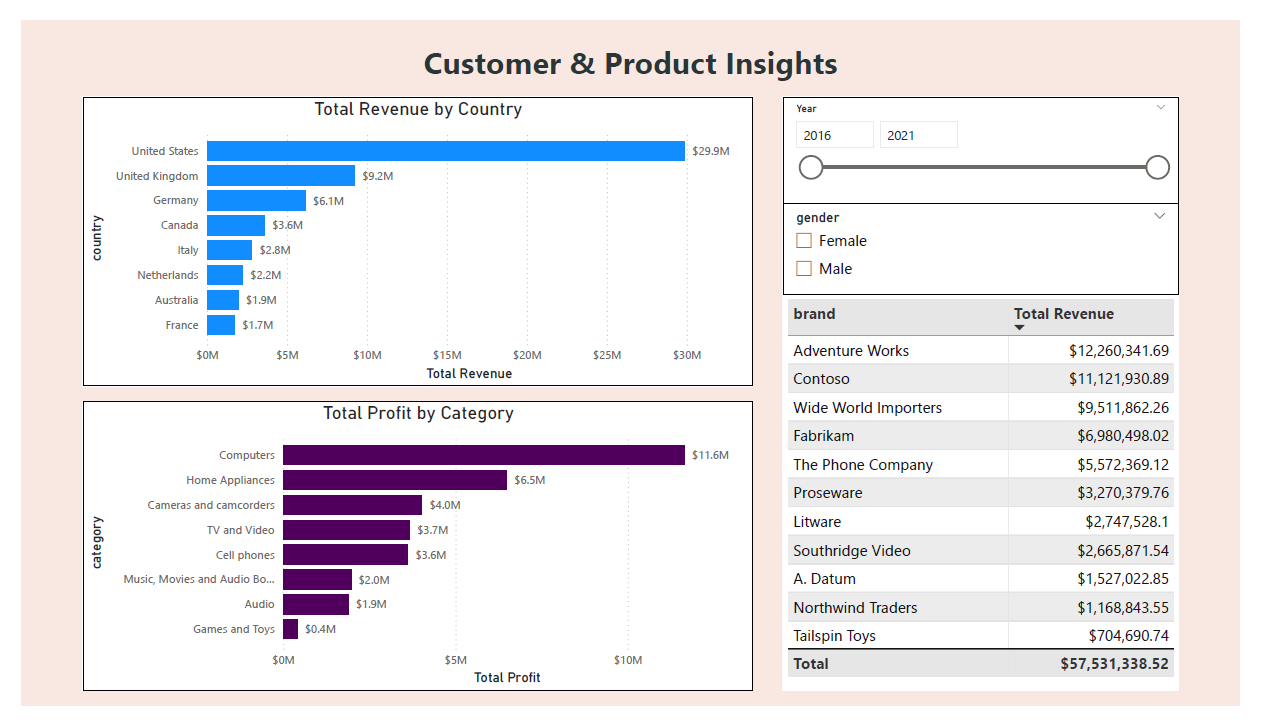 Customer & Product Insights
Total Revenue by Country
country
United States $29.9M
United Kingdom $9.2M
Germany $6.1M
Canada $3.6M
Italy $2.8M
Netherlands $2.2M
Australia $1.9M
France $1.7M
$0M $5M $10M $15M $20M $25M $30M
Total Revenue
Total Profit by Category
category
Computers $11.6M
Home Appliances $6.5M
Cameras and camcorders $4.0M
TV and Video $3.7M
Cell phones $3.6M
Music, Movies and Audio Bo... $2.0M
Audio $1.9M
Games and Toys $0.4M
$0M $5M $10M
Total Profit
Year
2016 2021
gender
Female
Male
brand Total Revenue
Adventure Works $12,260,341.69
Contoso $11,121,930.89
Wide World Importers $9,511,862.26
Fabrikam $6,980,498.02
The Phone Company $5,572,369.12
Proseware $3,270,379.76
Litware $2,747,528.1
Southridge Video $2,665,871.54
A. Datum $1,527,022.85
Northwind Traders $1,168,843.55
Tailspin Toys $704,690.74
Total $57,531,338.52